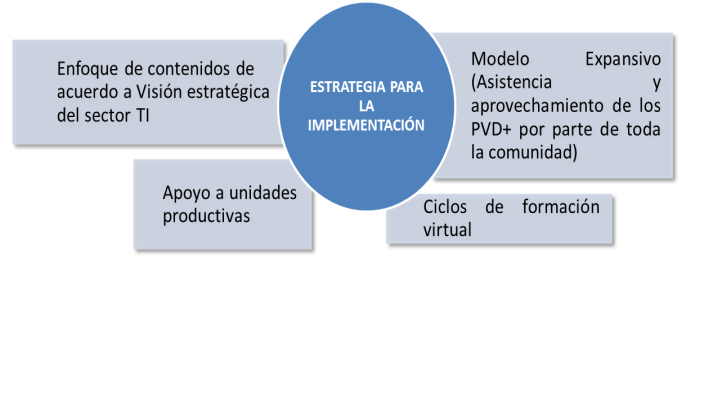 Enfoque de contenidos de
acuerdo a Visión estratégica
del sector TI
ESTRATEGIA PARA
LA
IMPLEMENTACIÓN
Modelo Expansivo
(Asistencia y
aprovechamiento de los
PVD+ por parte de toda
la comunidad)
Apoyo a unidades
productivas
Ciclos de formación
virtual